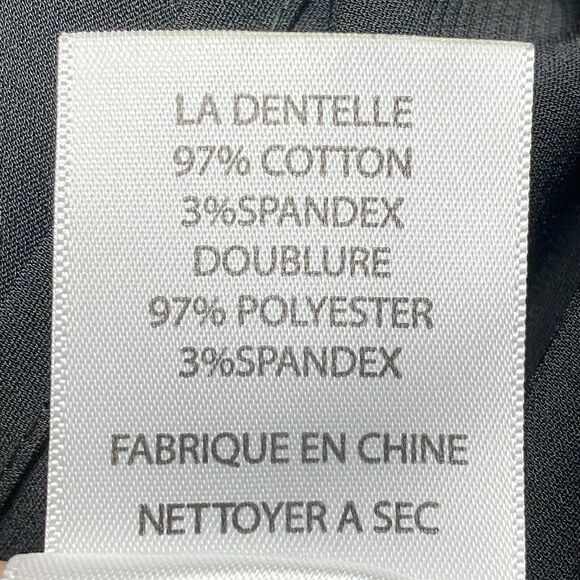 LA DENTELLE
97% COTTON
3%SPANDEX
DOUBLURE
97% POLYESTER
3%SPANDEX
FABRIQUE EN CHINE
NETTOYER A SEC